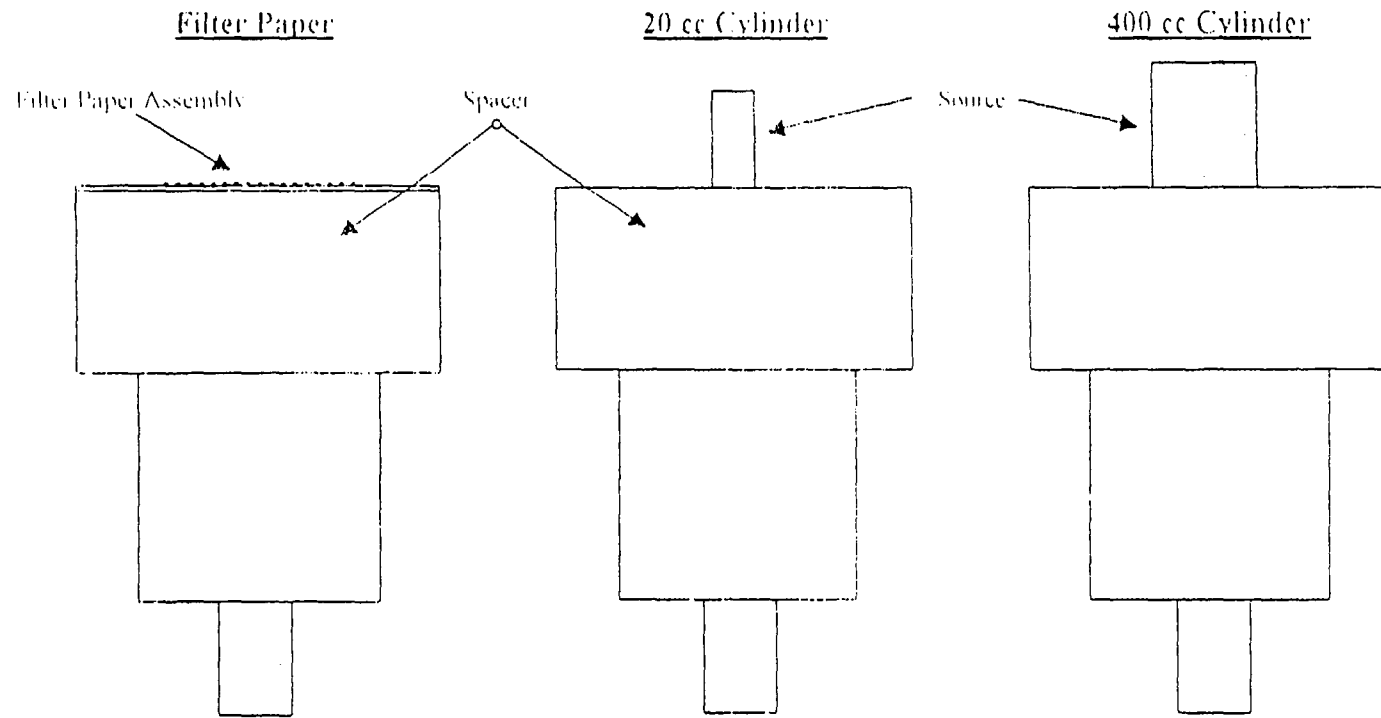 Filter Paper
20 cc Cylinder
400 cc Cylinder
Filter Paper Assembly
Spacer
Source